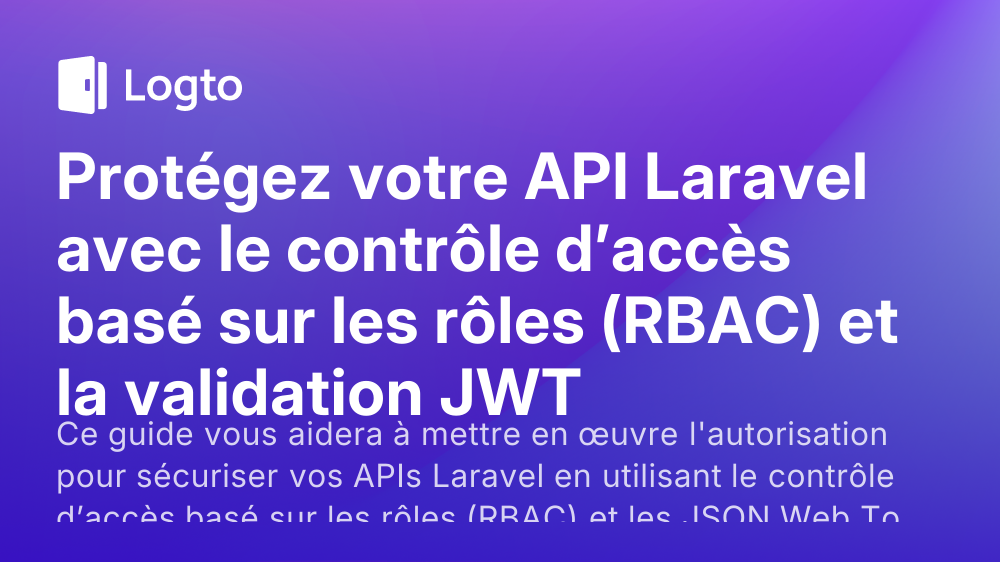 Logto
Protégez votre API Laravel
avec le contrôle d’accès
basé sur les rôles (RBAC) et
la validation JWT
Ce guide vous aidera à mettre en œuvre l'autorisation
pour sécuriser vos APIs Laravel en utilisant le contrôle
d’accès basé sur les rôles (RBAC) et les JSON Web To